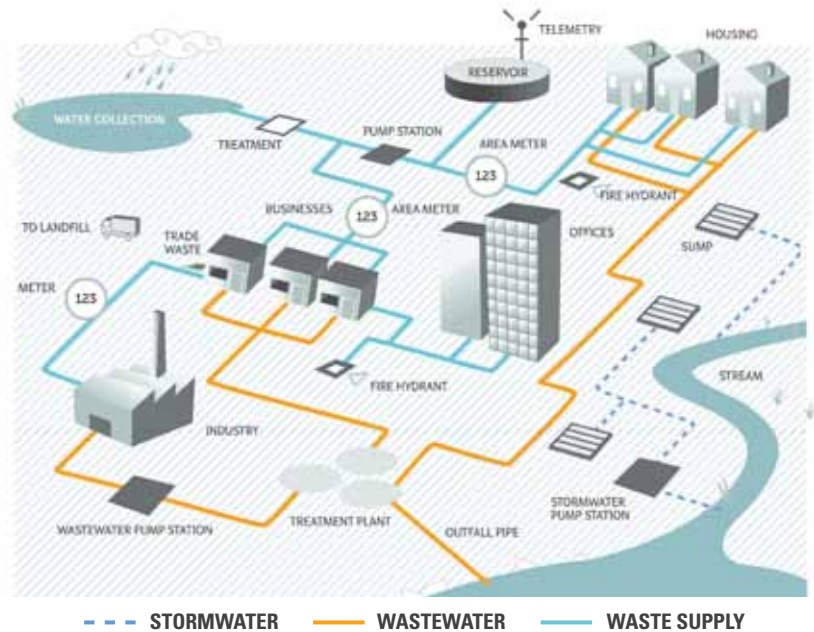 TELEMETRY
HOUSING
RESERVOIR
WATER COLLECTION
TREATMENT
PUMP STATION
AREA METER
123
FIRE HYDRANT
BUSINESSES
123
AREA METER
TO LANDFILL
TRADE
WASTE
OFFICES
SUMP
METER
123
FIRE HYDRANT
STREAM
INDUSTRY
WASTEWATER PUMP STATION
TREATMENT PLANT
OUTFALL PIPE
STORMWATER
PUMP STATION
STORMWATER
WASTEWATER
WASTE SUPPLY